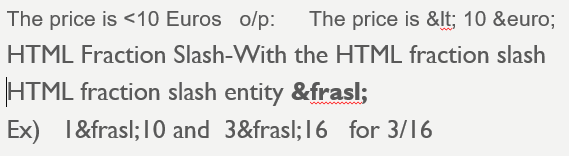 The price is <10 Euros o/p: The price is &lt; 10 &euro;
HTML Fraction Slash-With the HTML fraction slash
HTML fraction slash entity &frasl;
Ex) 1&frasl;10 and 3&frasl;16 for 3/16